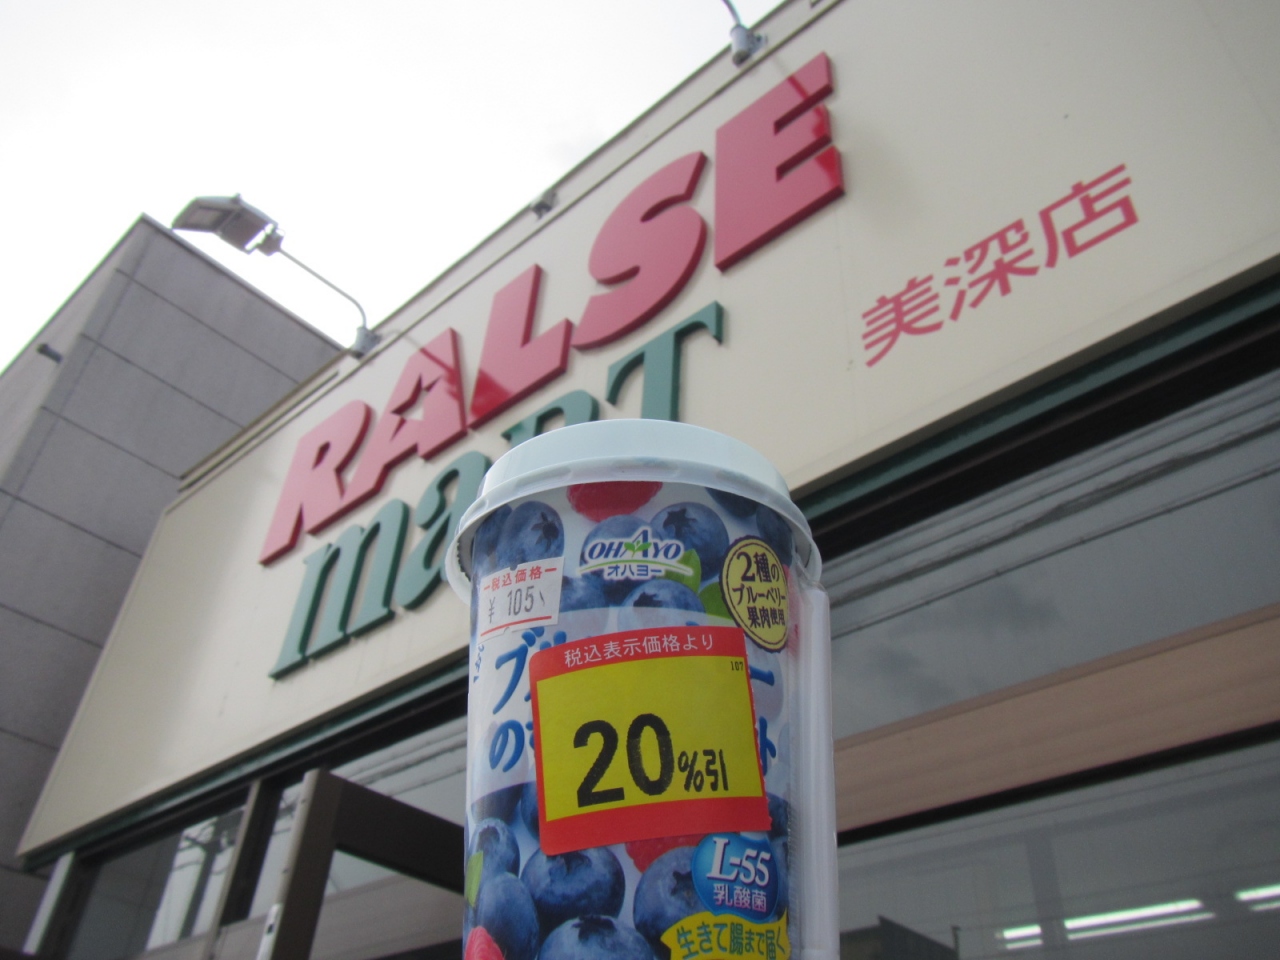 RALSE
maRT
美深店
OHAYO
オハヨー
税込価格
¥ 105
2種の
ブルーベリー
果肉使用
税込表示価格より
187
20%引
L-55
乳酸菌
生きて腸まで届く